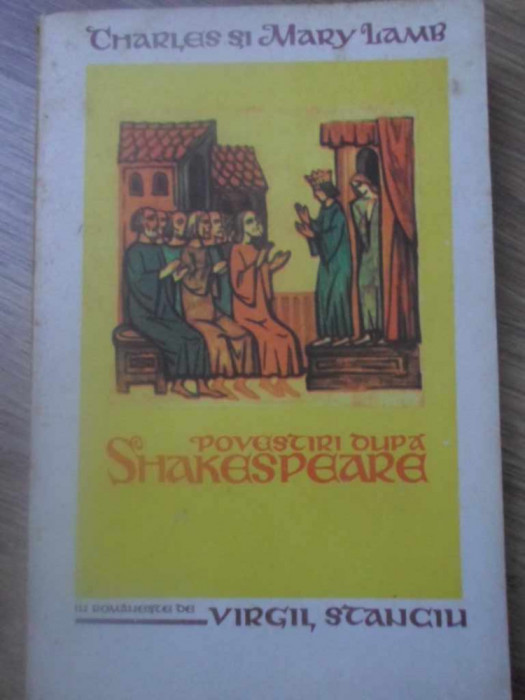 Charles și Mary Lamb
povestiri după
Shakespeare
în românește de
Virgil Stanciu